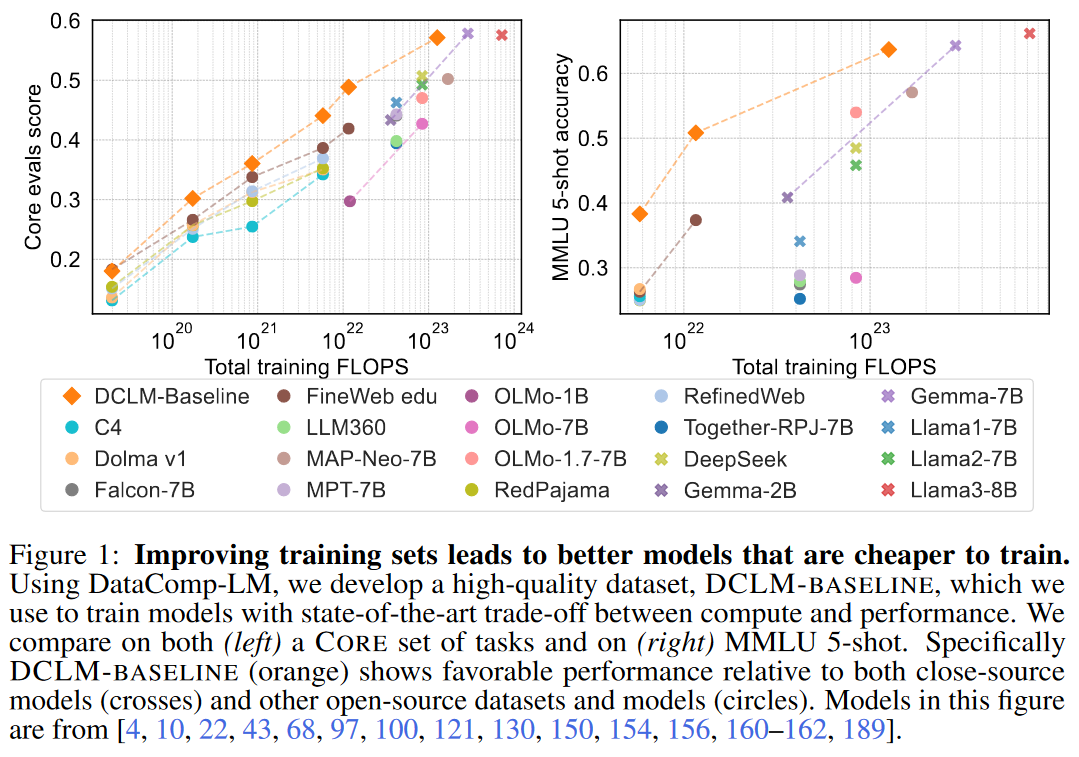 0.6
0.5
0.4
0.3
0.2
Core evals score
10^20 10^21 10^22 10^23 10^24
Total training FLOPS
0.6
0.5
0.4
0.3
MMLU 5-shot accuracy
10^22 10^23
Total training FLOPS
DCLM-Baseline FineWeb edu OLMo-1B RefinedWeb Gemma-7B
C4 LLM360 OLMo-7B Together-RPJ-7B Llama1-7B
Dolma v1 MAP-Neo-7B OLMo-1.7-7B DeepSeek Llama2-7B
Falcon-7B MPT-7B RedPajama Gemma-2B Llama3-8B
Figure 1: Improving training sets leads to better models that are cheaper to train.
Using DataComp-LM, we develop a high-quality dataset, DCLM-BASELINE, which we
use to train models with state-of-the-art trade-off between compute and performance. We
compare on both (left) a CORE set of tasks and on (right) MMLU 5-shot. Specifically
DCLM-BASELINE (orange) shows favorable performance relative to both close-source
models (crosses) and other open-source datasets and models (circles). Models in this figure
are from [4, 10, 22, 43, 68, 97, 100, 121, 130, 150, 154, 156, 160–162, 189].